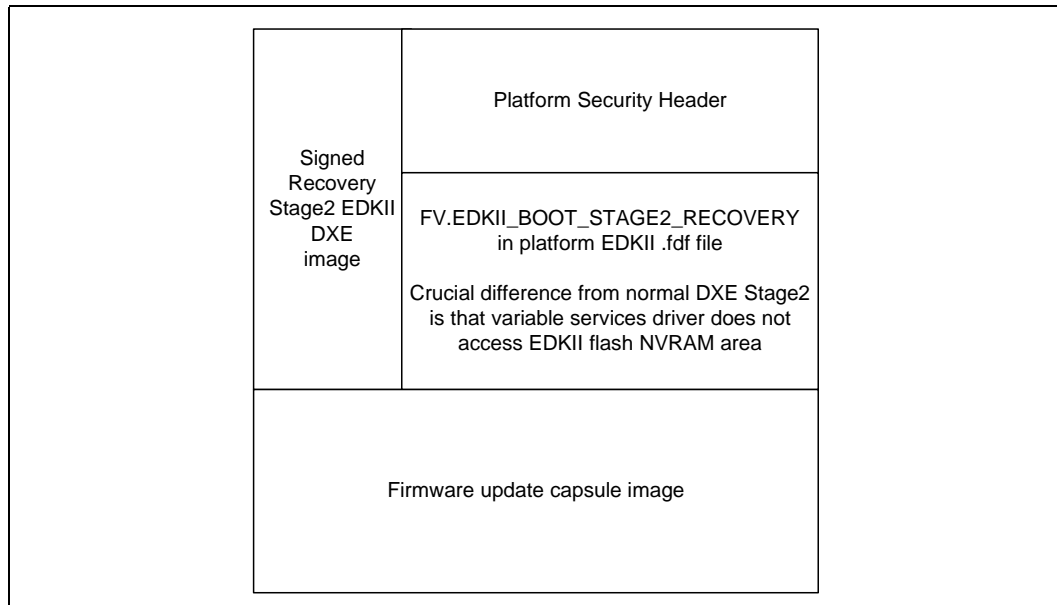 Platform Security Header
Signed
Recovery
Stage2 EDKII
DXE
image
FV.EDKII_BOOT_STAGE2_RECOVERY
in platform EDKII .fdf file
Crucial difference from normal DXE Stage2
is that variable services driver does not
access EDKII flash NVRAM area
Firmware update capsule image